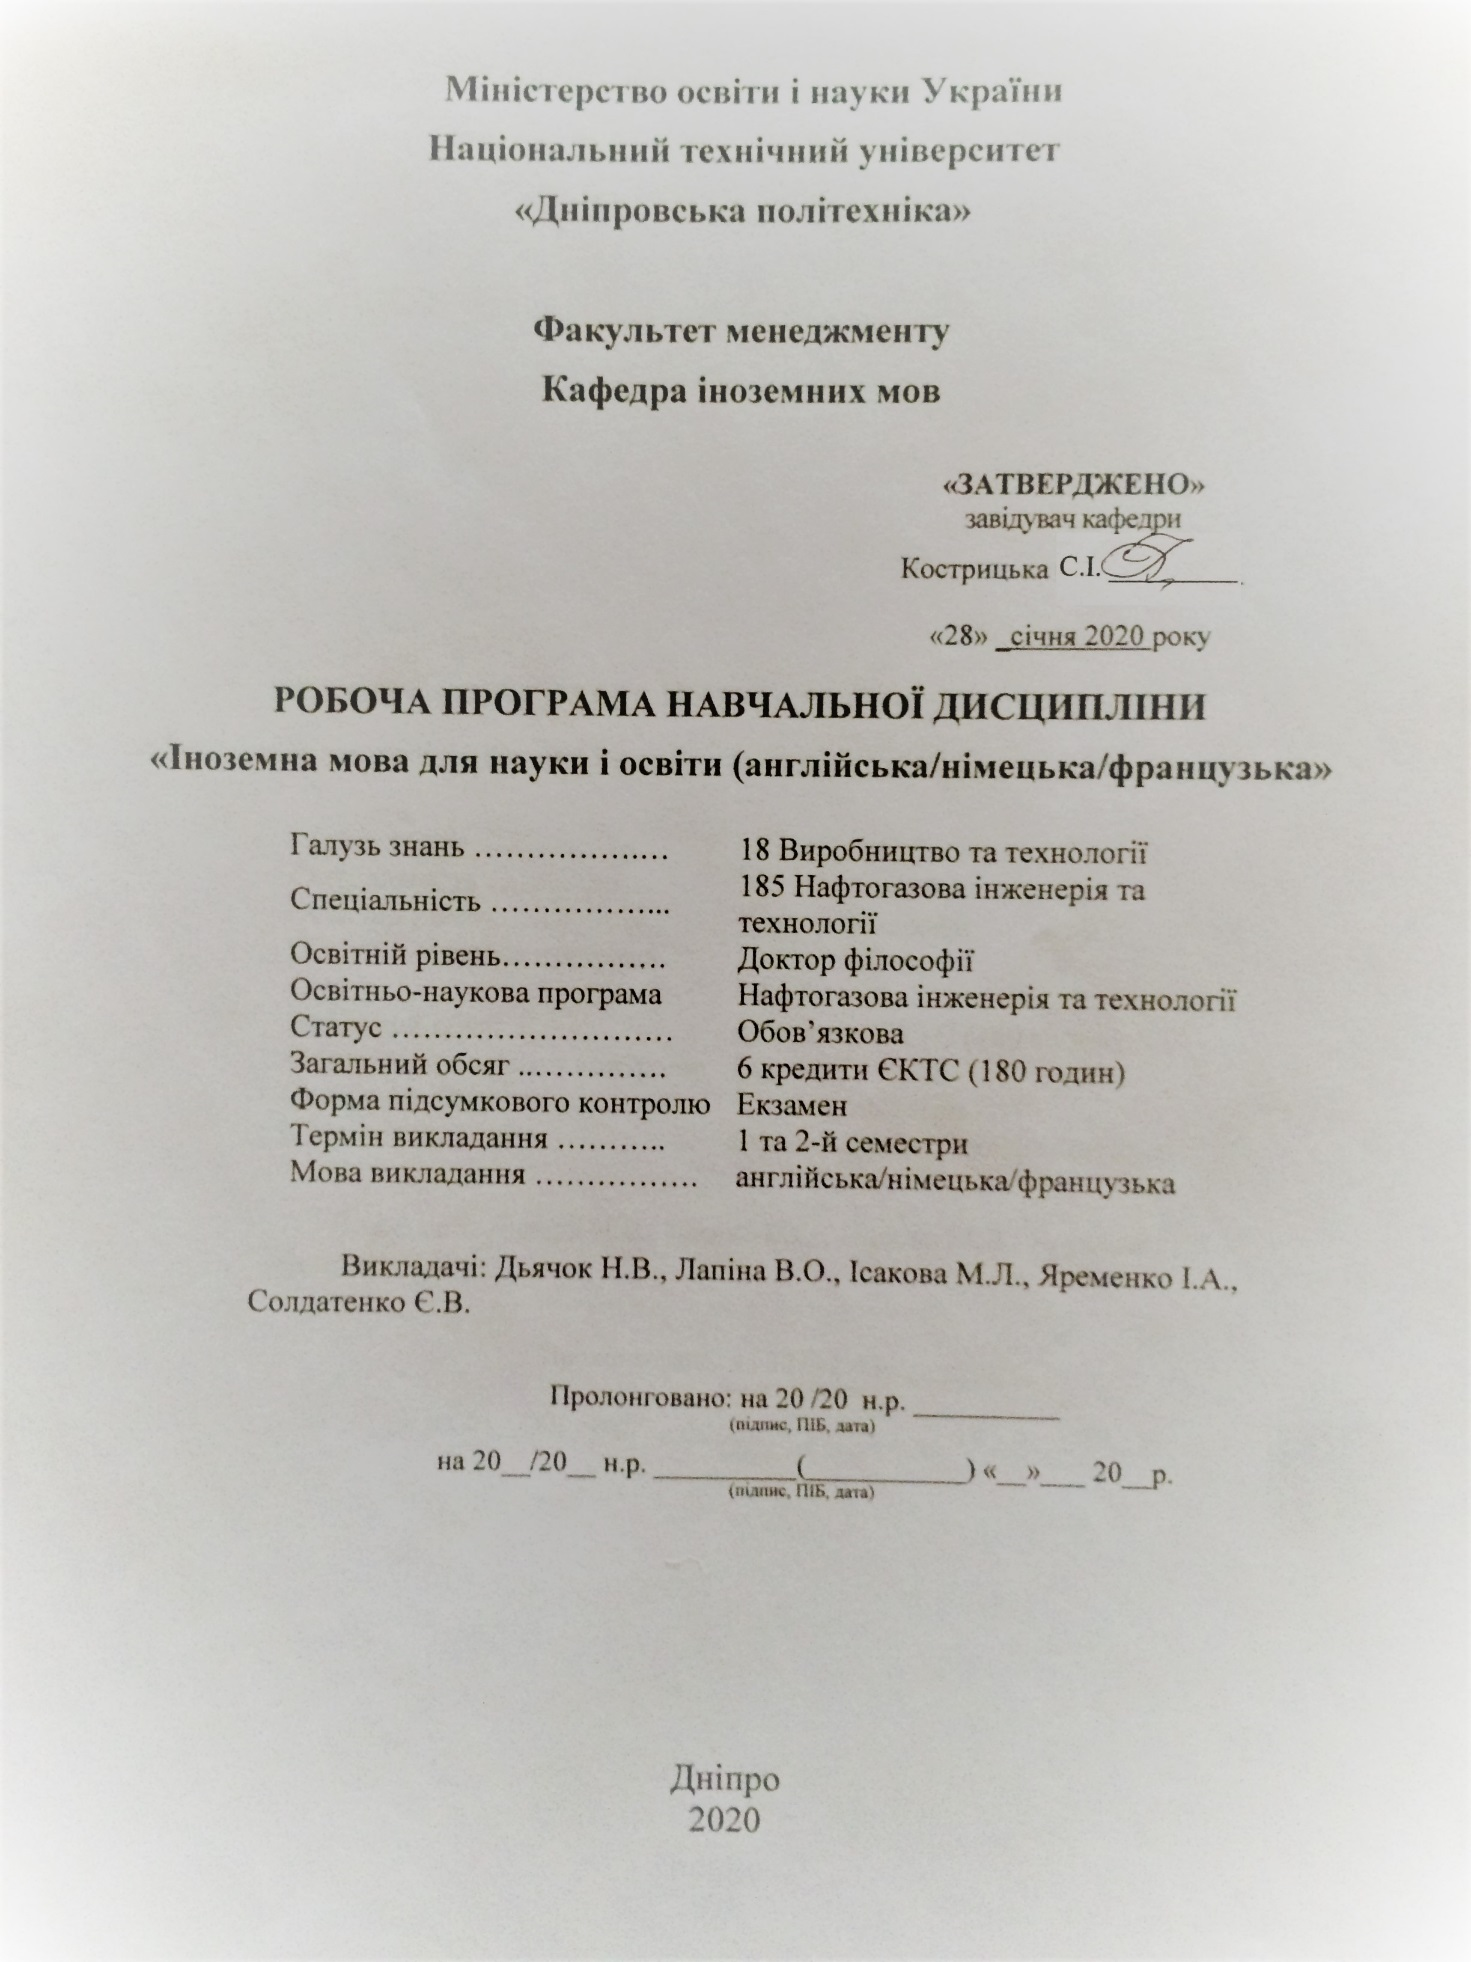 Міністерство освіти і науки України
Національний технічний університет
«Дніпровська політехніка»
Факультет менеджменту
Кафедра іноземних мов
«ЗАТВЕРДЖЕНО»
завідувач кафедри
Кострицька С.І.________.
«28» _січня 2020 року
РОБОЧА ПРОГРАМА НАВЧАЛЬНОЇ ДИСЦИПЛІНИ
«Іноземна мова для науки і освіти (англійська/німецька/французька»
Галузь знань ………………. 18 Виробництво та технології
Спеціальність ……………... 185 Нафтогазова інженерія та
технології
Освітній рівень……………. Доктор філософії
Освітньо-наукова програма Нафтогазова інженерія та технології
Статус ……………………… Обов’язкова
Загальний обсяг ..………… 6 кредити ЄКТС (180 годин)
Форма підсумкового контролю Екзамен
Термін викладання ……….. 1 та 2-й семестри
Мова викладання ……………. англійська/німецька/французька
Викладачі: Дьячок Н.В., Лапіна В.О., Ісакова М.Л., Яременко І.А.,
Солдатенко Є.В.
Пролонговано: на 20 /20 н.р. __________
(підпис, ПІБ, дата)
на 20__/20__ н.р. __________(___________) «__»___ 20__р.
(підпис, ПІБ, дата)
Дніпро
2020